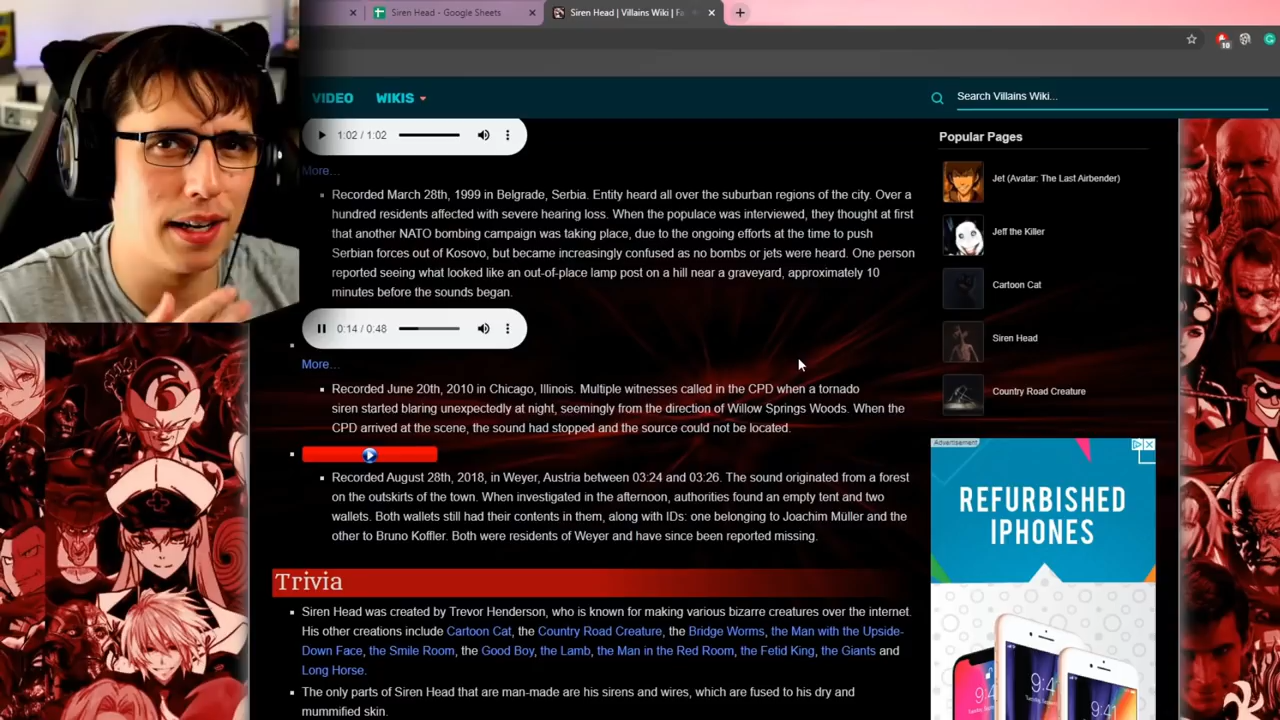 Siren Head - Google Sheets
Siren Head | Villains Wiki | Fa
10
VIDEO WIKIS
Search Villains Wiki...
Popular Pages
1:02 / 1:02
More...
Jet (Avatar: The Last Airbender)
Recorded March 28th, 1999 in Belgrade, Serbia. Entity heard all over the suburban regions of the city. Over a
hundred residents affected with severe hearing loss. When the populace was interviewed, they thought at first
that another NATO bombing campaign was taking place, due to the ongoing efforts at the time to push
Serbian forces out of Kosovo, but became increasingly confused as no bombs or jets were heard. One person
reported seeing what looked like an out-of-place lamp post on a hill near a graveyard, approximately 10
minutes before the sounds began.
Jeff the Killer
Cartoon Cat
Siren Head
Country Road Creature
0:14 / 0:48
More...
Recorded June 20th, 2010 in Chicago, Illinois. Multiple witnesses called in the CPD when a tornado
siren started blaring unexpectedly at night, seemingly from the direction of Willow Springs Woods. When the
CPD arrived at the scene, the sound had stopped and the source could not be located.
Recorded August 28th, 2018, in Weyer, Austria between 03:24 and 03:26. The sound originated from a forest
on the outskirts of the town. When investigated in the afternoon, authorities found an empty tent and two
wallets. Both wallets still had their contents in them, along with IDs: one belonging to Joachim Müller and the
other to Bruno Koffler. Both were residents of Weyer and have since been reported missing.
Advertisement
REFURBISHED
IPHONES
9:41
9:4
Trivia
Siren Head was created by Trevor Henderson, who is known for making various bizarre creatures over the internet.
His other creations include Cartoon Cat, the Country Road Creature, the Bridge Worms, the Man with the Upside-
Down Face, the Smile Room, the Good Boy, the Lamb, the Man in the Red Room, the Fetid King, the Giants and
Long Horse.
The only parts of Siren Head that are man-made are his sirens and wires, which are fused to his dry and
mummified skin.